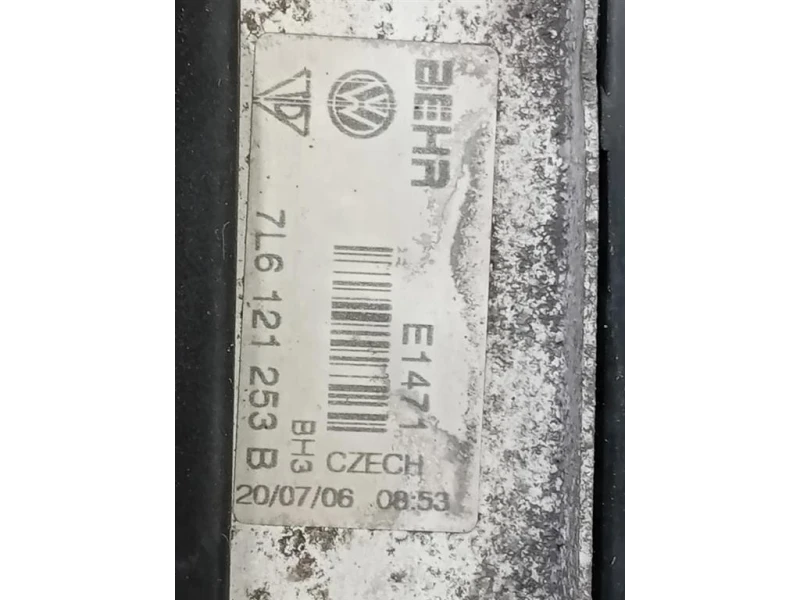 BEHR
7L6 121 253 B
E1471
BH3
CZECH
20/07/06 08:53